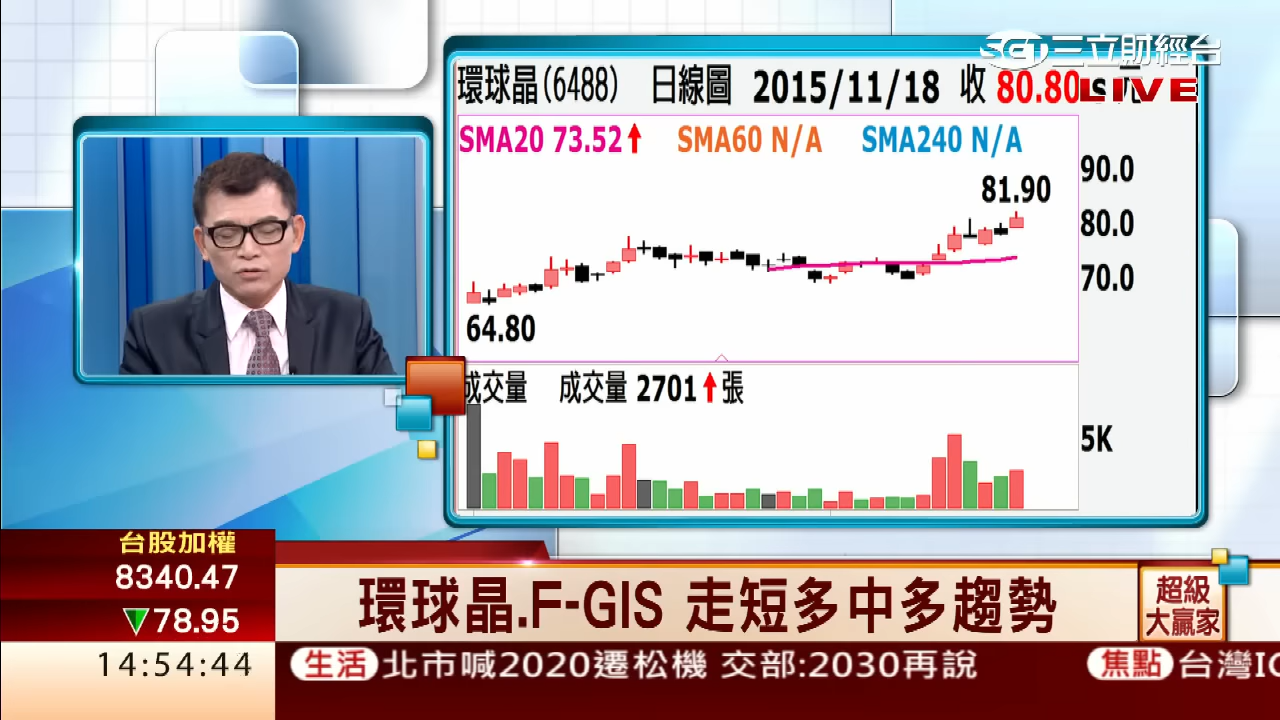 SET 三立財經台
LIVE
環球晶(6488) 日線圖 2015/11/18 收 80.80 元
SMA20 73.52↑ SMA60 N/A SMA240 N/A
90.0
81.90
80.0
70.0
64.80
成交量 成交量 2701↑張
5K
台股加權
8340.47
▼78.95
環球晶.F-GIS 走短多中多趨勢
超級
大贏家
14:54:44
生活 北市喊2020遷松機 交部:2030再說
焦點 台灣IC